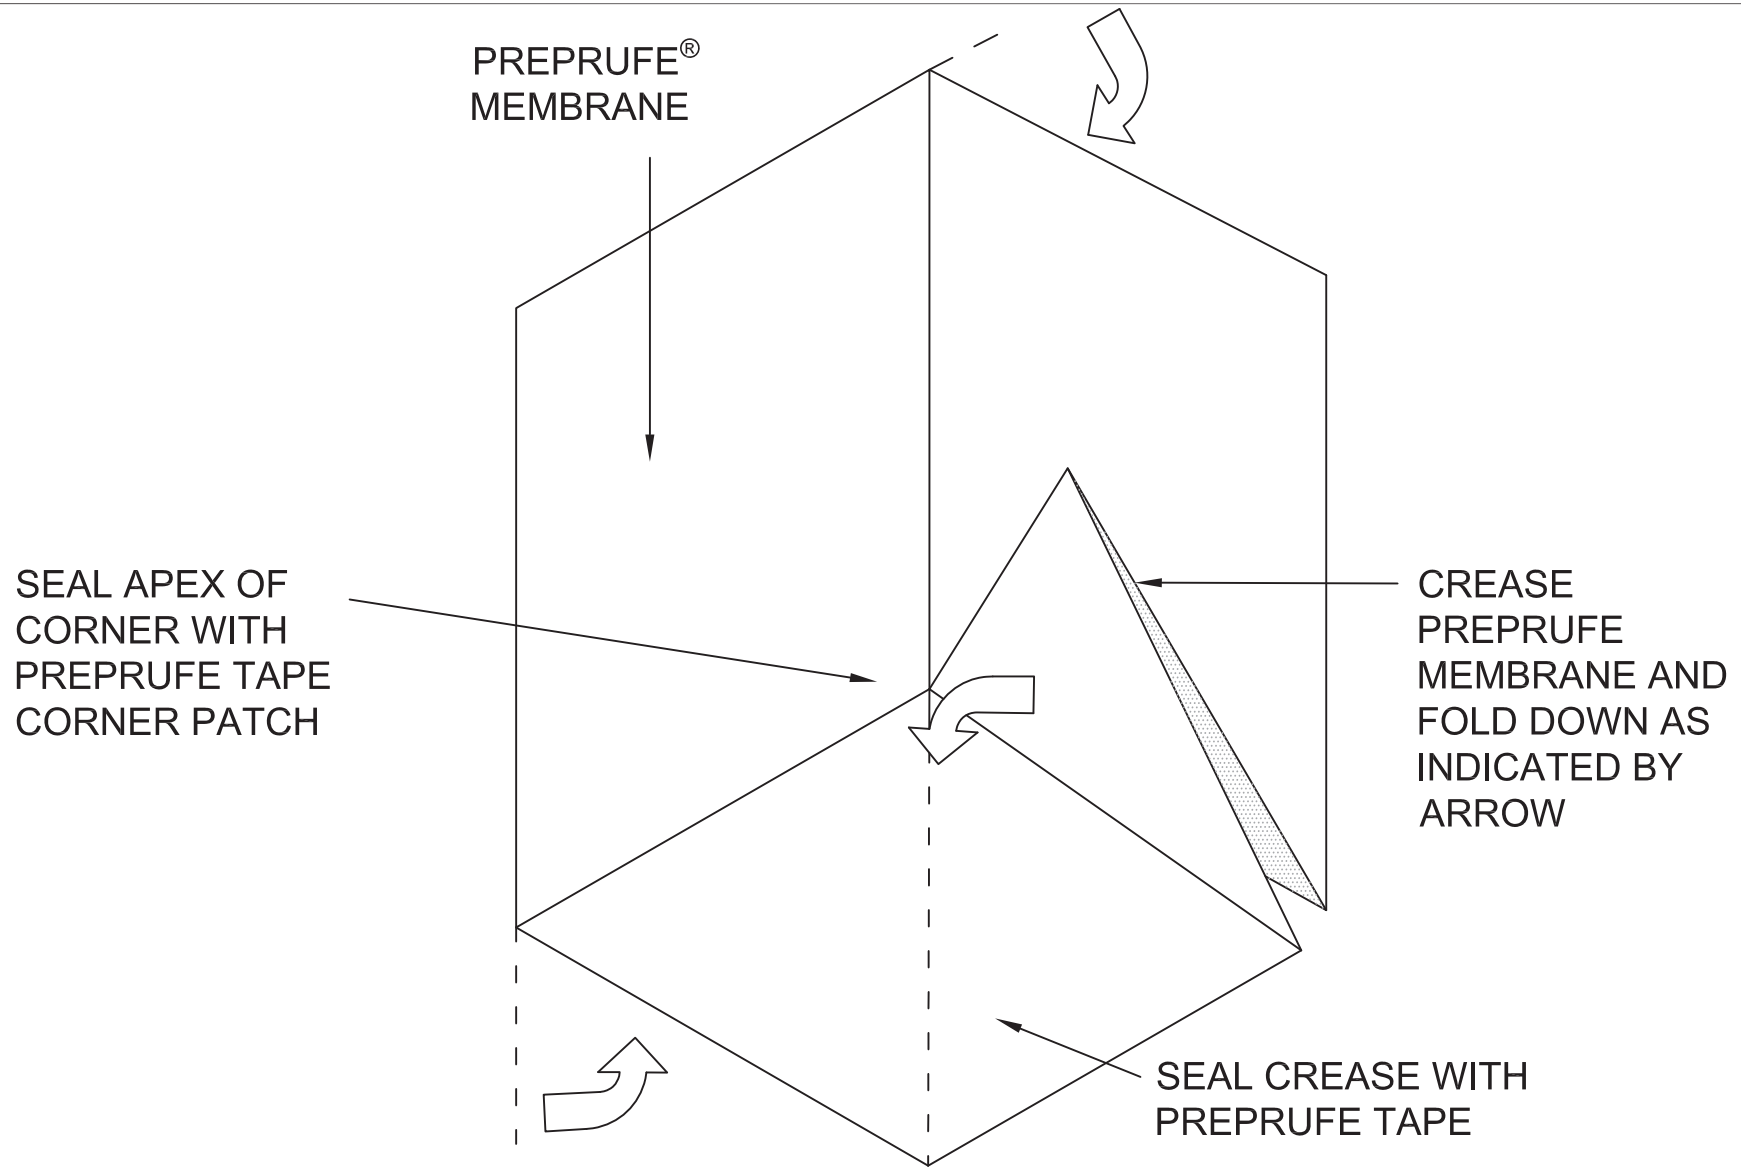 PREPRUFE®
MEMBRANE
SEAL APEX OF
CORNER WITH
PREPRUFE TAPE
CORNER PATCH
CREASE
PREPRUFE
MEMBRANE AND
FOLD DOWN AS
INDICATED BY
ARROW
SEAL CREASE WITH
PREPRUFE TAPE